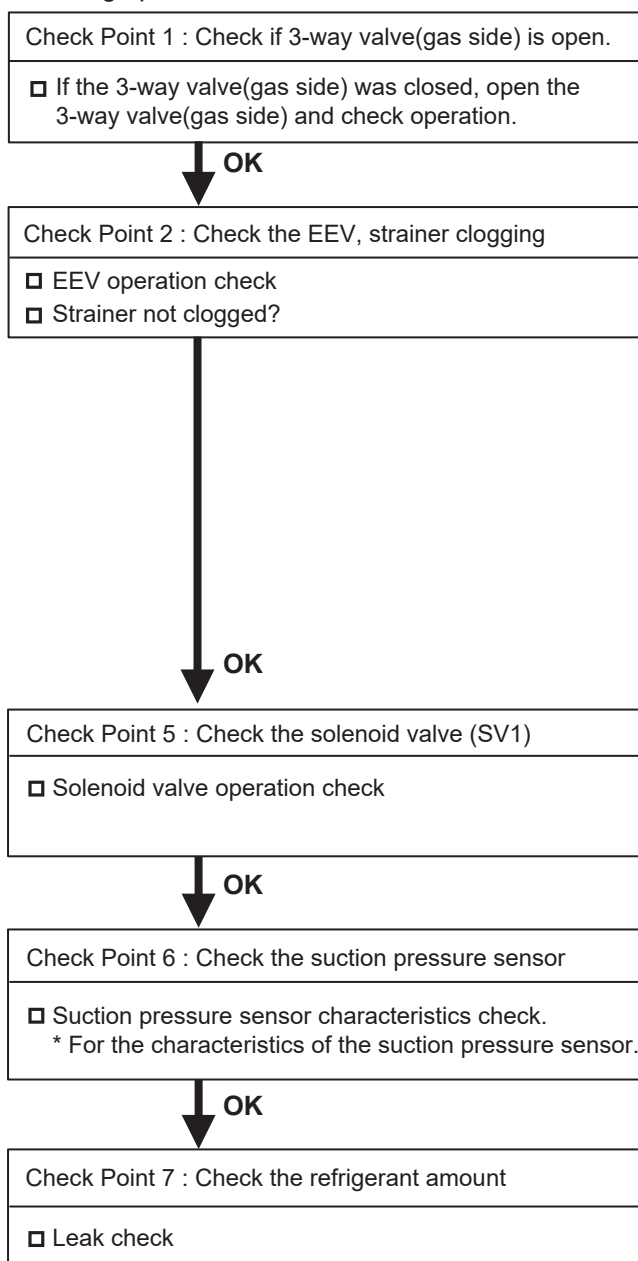 Check Point 1 : Check if 3-way valve(gas side) is open.
If the 3-way valve(gas side) was closed, open the
3-way valve(gas side) and check operation.
OK
Check Point 2 : Check the EEV, strainer clogging
EEV operation check
Strainer not clogged?
OK
Check Point 5 : Check the solenoid valve (SV1)
Solenoid valve operation check
OK
Check Point 6 : Check the suction pressure sensor
Suction pressure sensor characteristics check.
* For the characteristics of the suction pressure sensor.
OK
Check Point 7 : Check the refrigerant amount
Leak check